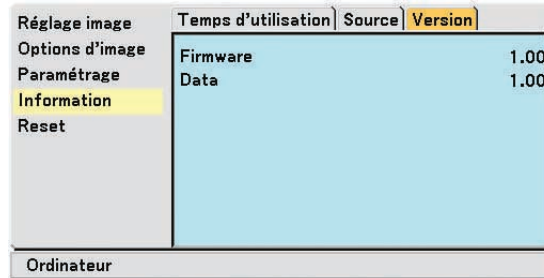 Réglage image
Options d'image
Paramétrage
Information
Reset
Temps d'utilisation Source Version
Firmware 1.00
Data 1.00
Ordinateur